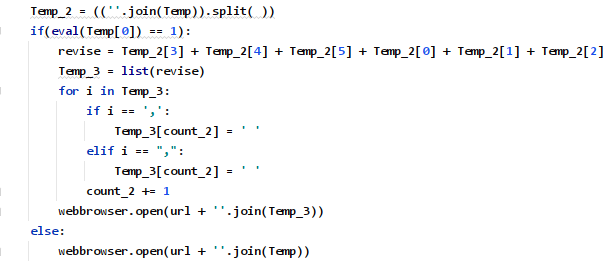 Temp_2 = ((''.join(Temp)).split( ))
if(eval(Temp[0]) == 1):
revise = Temp_2[3] + Temp_2[4] + Temp_2[5] + Temp_2[0] + Temp_2[1] + Temp_2[2]
Temp_3 = list(revise)
for i in Temp_3:
if i == ',':
Temp_3[count_2] = ' '
elif i == ",":
Temp_3[count_2] = ' '
count_2 += 1
webbrowser.open(url + ''.join(Temp_3))
else:
webbrowser.open(url + ''.join(Temp))